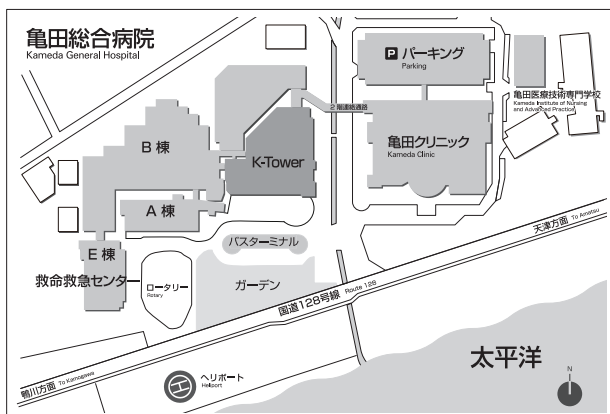 亀田総合病院
Kameda General Hospital
P パーキング
Parking
亀田医療技術専門学校
Kameda Institute of Nursing
and Advanced Practice
2階連絡通路
B棟
K-Tower
亀田クリニック
Kameda Clinic
A棟
天津方面 To Amatsu
バスターミナル
E棟
救命救急センター
ロータリー
Rotary
ガーデン
国道128号線 Route 128
太平洋
鴨川方面 To Kamogawa
ヘリポート
Heliport
H
N